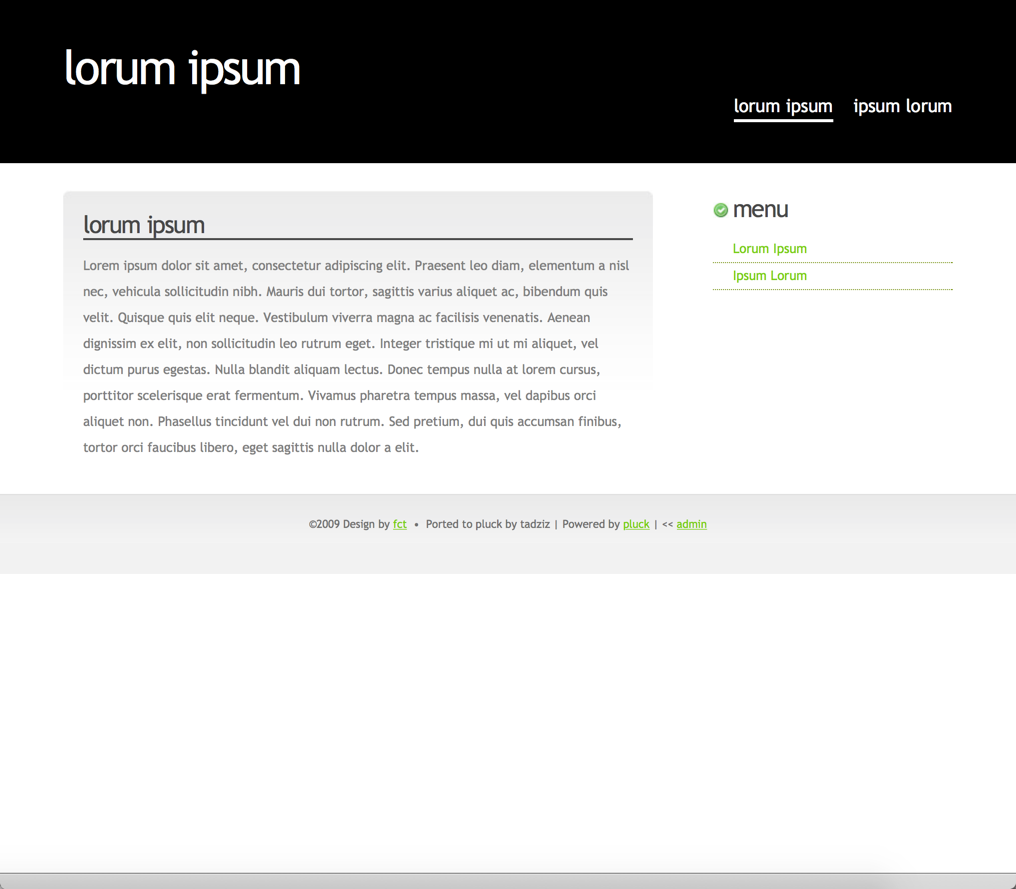 lorum ipsum
lorum ipsum ipsum lorum
lorum ipsum
Lorem ipsum dolor sit amet, consectetur adipiscing elit. Praesent leo diam, elementum a nisl
nec, vehicula sollicitudin nibh. Mauris dui tortor, sagittis varius aliquet ac, bibendum quis
velit. Quisque quis elit neque. Vestibulum viverra magna ac facilisis venenatis. Aenean
dignissim ex elit, non sollicitudin leo rutrum eget. Integer tristique mi ut mi aliquet, vel
dictum purus egestas. Nulla blandit aliquam lectus. Donec tempus nulla at lorem cursus,
porttitor scelerisque erat fermentum. Vivamus pharetra tempus massa, vel dapibus orci
aliquet non. Phasellus tincidunt vel dui non rutrum. Sed pretium, dui quis accumsan finibus,
tortor orci faucibus libero, eget sagittis nulla dolor a elit.
menu
Lorum Ipsum
Ipsum Lorum
©2009 Design by fct • Ported to pluck by tadziz | Powered by pluck | << admin